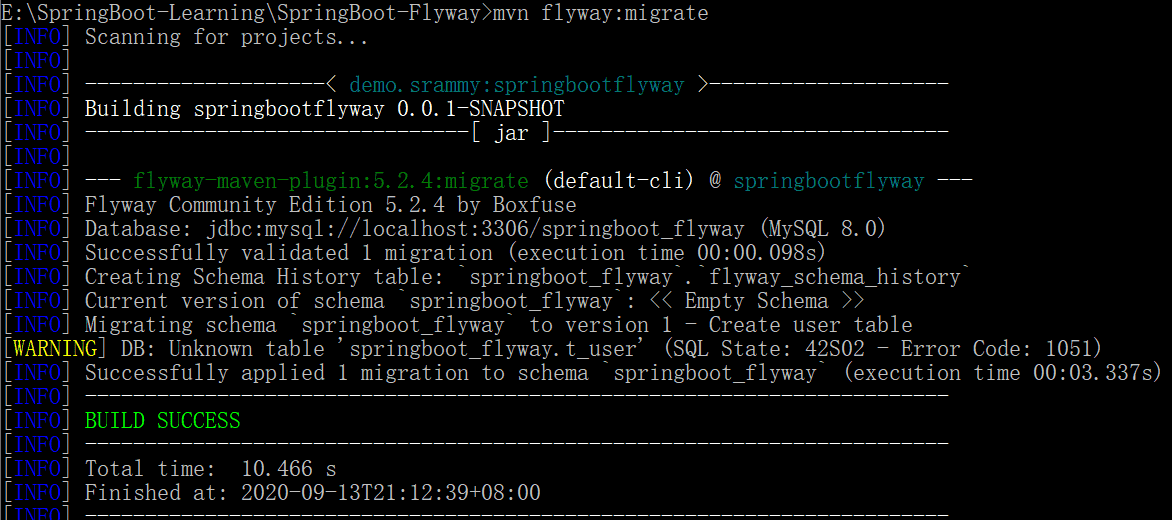 E:\SpringBoot-Learning\SpringBoot-Flyway>mvn flyway:migrate
[INFO] Scanning for projects...
[INFO]
[INFO] --------------------< demo.srammy:springbootflyway >--------------------
[INFO] Building springbootflyway 0.0.1-SNAPSHOT
[INFO] --------------------------------[ jar ]---------------------------------
[INFO]
[INFO] --- flyway-maven-plugin:5.2.4:migrate (default-cli) @ springbootflyway ---
[INFO] Flyway Community Edition 5.2.4 by Boxfuse
[INFO] Database: jdbc:mysql://localhost:3306/springboot_flyway (MySQL 8.0)
[INFO] Successfully validated 1 migration (execution time 00:00.098s)
[INFO] Creating Schema History table: `springboot_flyway`.`flyway_schema_history`
[INFO] Current version of schema `springboot_flyway`: << Empty Schema >>
[INFO] Migrating schema `springboot_flyway` to version 1 - Create user table
[WARNING] DB: Unknown table 'springboot_flyway.t_user' (SQL State: 42S02 - Error Code: 1051)
[INFO] Successfully applied 1 migration to schema `springboot_flyway` (execution time 00:03.337s)
[INFO] ------------------------------------------------------------------------
[INFO] BUILD SUCCESS
[INFO] ------------------------------------------------------------------------
[INFO] Total time:  10.466 s
[INFO] Finished at: 2020-09-13T21:12:39+08:00
[INFO] ------------------------------------------------------------------------